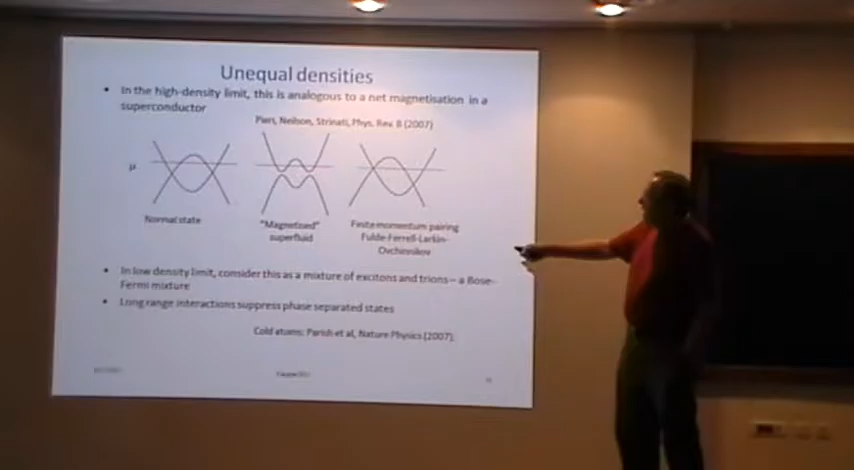 Unequal densities
• In the high-density limit, this is analogous to a net magnetisation in a
superconductor
Pieri, Neilson, Strinati, Phys. Rev. B (2007)
μ
Normal state
"Magnetised"
superfluid
Finite momentum pairing
Fulde-Ferrell-Larkin-
Ovchinnikov
• In low density limit, consider this as a mixture of excitons and trions – a Bose-
Fermi mixture
• Long range interactions suppress phase separated states
Cold atoms: Parish et al, Nature Physics (2007)